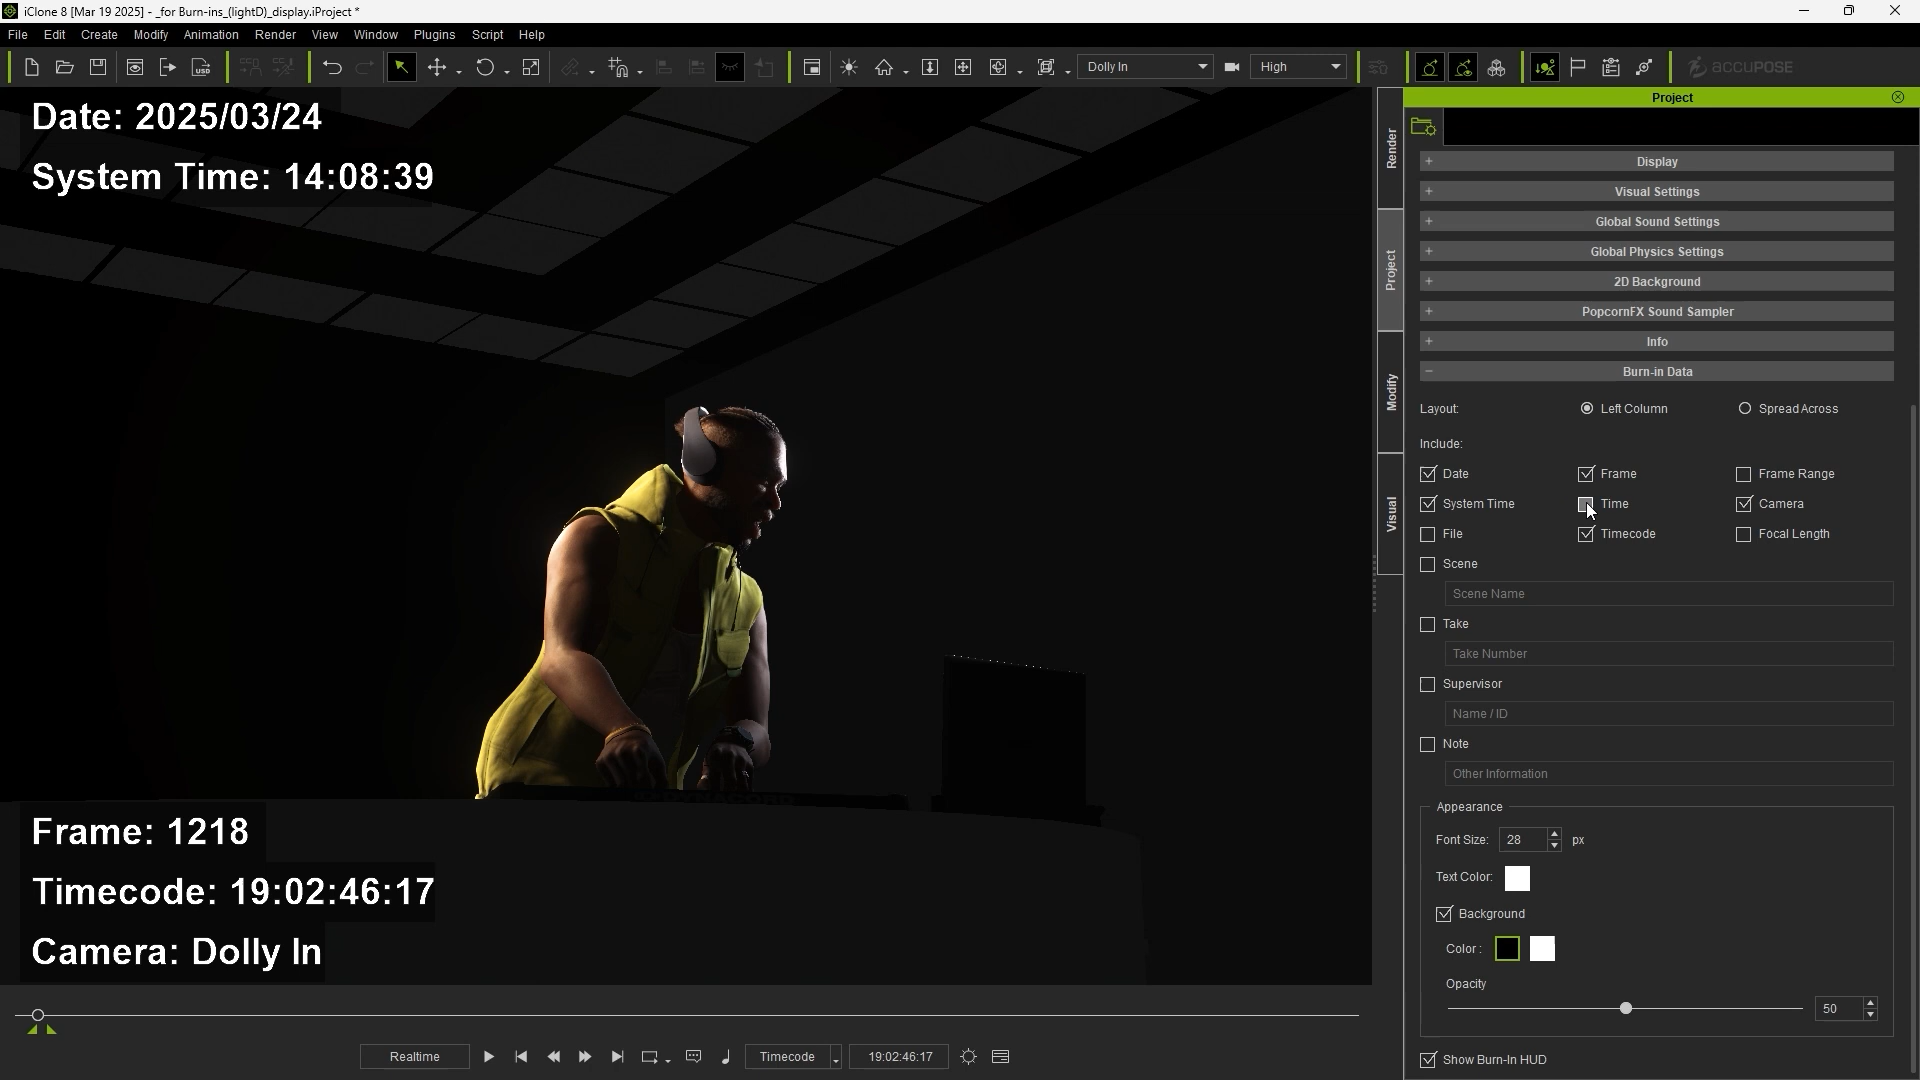 iClone 8 [Mar 19 2025] - _for Burn-ins_(lightD)_display.iProject *
File Edit Create Modify Animation Render View Window Plugins Script Help
Dolly In High ACCUPOSE
Date: 2025/03/24
System Time: 14:08:39
Frame: 1218
Timecode: 19:02:46:17
Camera: Dolly In
Realtime Timecode 19:02:46:17
Render
Project
Modify
Visual
Project
Display
Visual Settings
Global Sound Settings
Global Physics Settings
2D Background
PopcornFX Sound Sampler
Info
Burn-in Data
Layout: Left Column Spread Across
Include:
Date Frame Frame Range
System Time Time Camera
File Timecode Focal Length
Scene
Scene Name
Take
Take Number
Supervisor
Name / ID
Note
Other Information
Appearance
Font Size: 28 px
Text Color:
Background
Color :
Opacity
50
Show Burn-In HUD